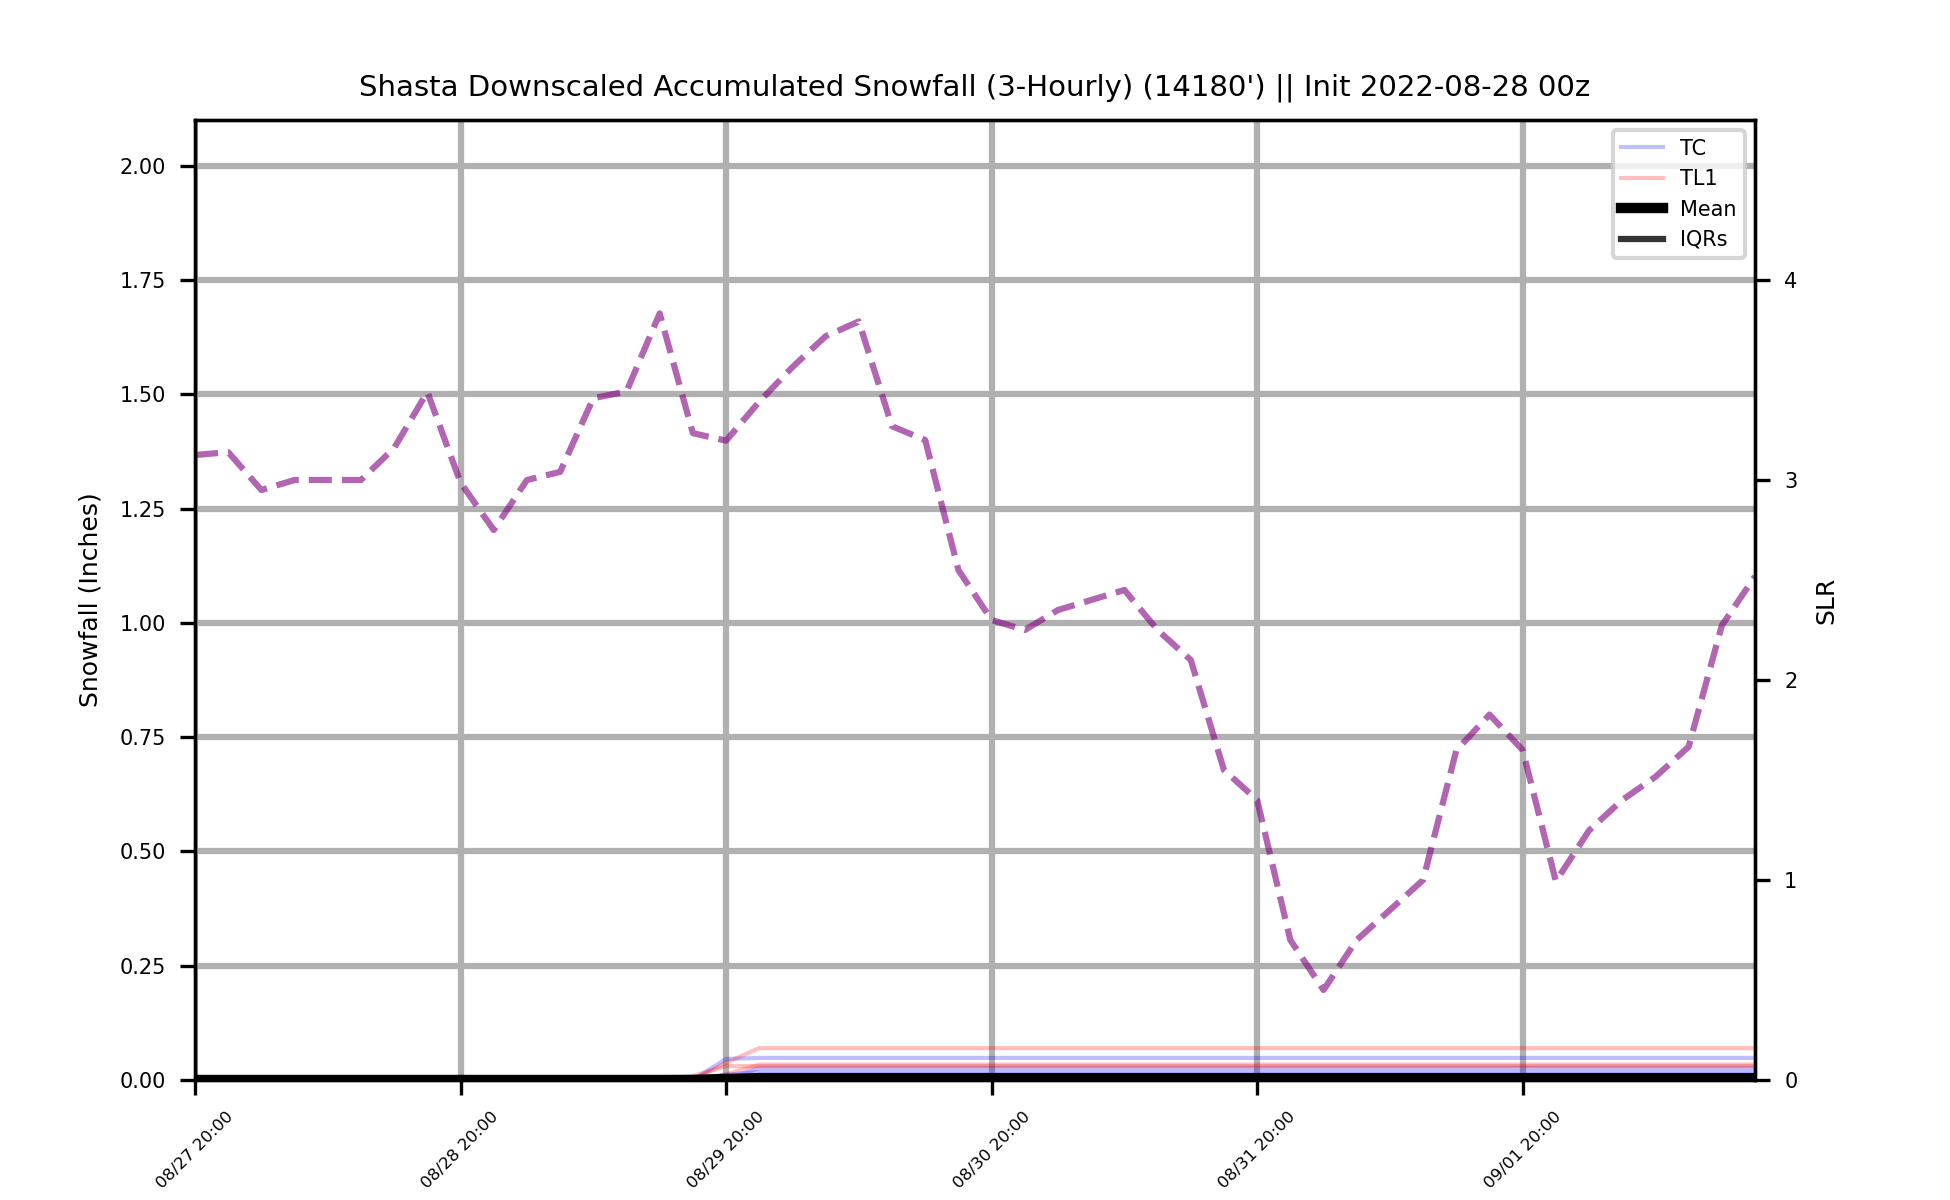 Shasta Downscaled Accumulated Snowfall (3-Hourly) (14180') || Init 2022-08-28 00z
TC
TL1
Mean
IQRs
Snowfall (Inches)
2.00
1.75
1.50
1.25
1.00
0.75
0.50
0.25
0.00
SLR
4
3
2
1
0
08/27 20:00
08/28 20:00
08/29 20:00
08/30 20:00
08/31 20:00
09/01 20:00